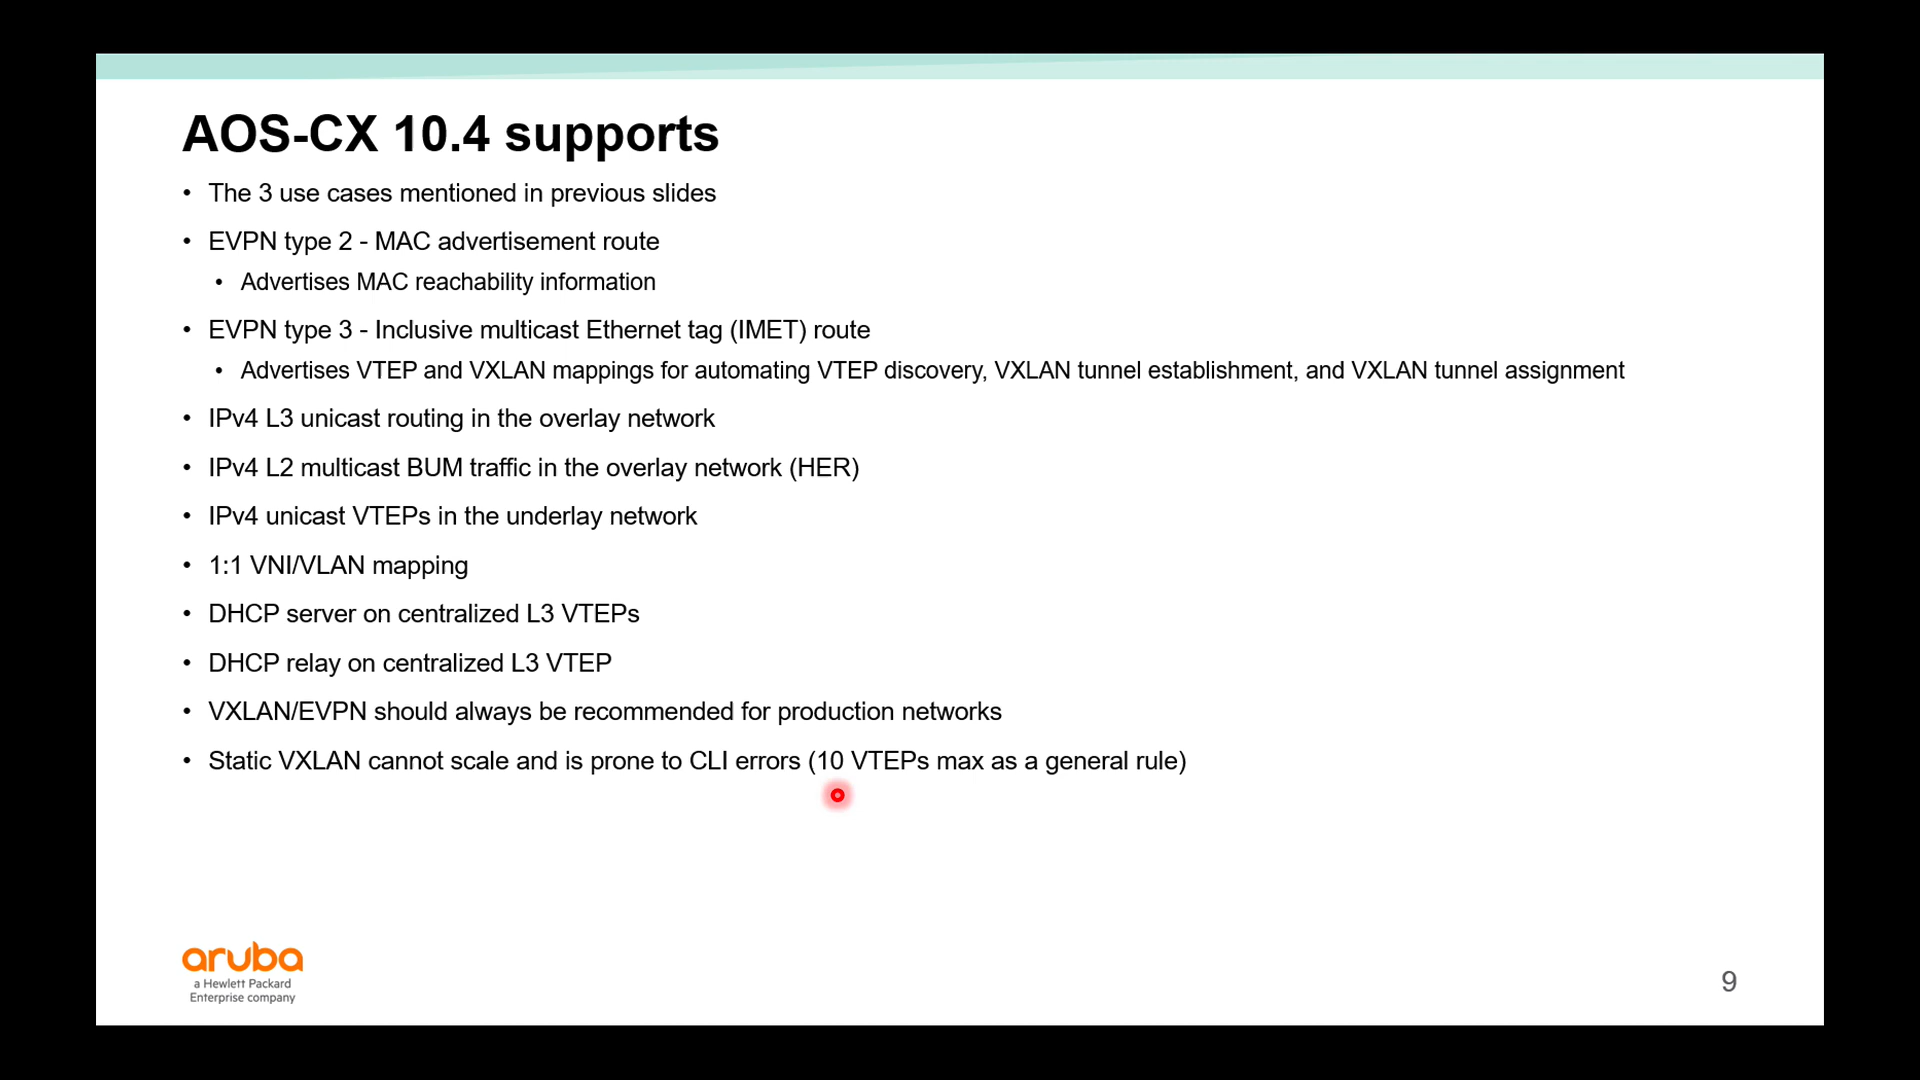 AOS-CX 10.4 supports
• The 3 use cases mentioned in previous slides
• EVPN type 2 - MAC advertisement route
• Advertises MAC reachability information
• EVPN type 3 - Inclusive multicast Ethernet tag (IMET) route
• Advertises VTEP and VXLAN mappings for automating VTEP discovery, VXLAN tunnel establishment, and VXLAN tunnel assignment
• IPv4 L3 unicast routing in the overlay network
• IPv4 L2 multicast BUM traffic in the overlay network (HER)
• IPv4 unicast VTEPs in the underlay network
• 1:1 VNI/VLAN mapping
• DHCP server on centralized L3 VTEPs
• DHCP relay on centralized L3 VTEP
• VXLAN/EVPN should always be recommended for production networks
• Static VXLAN cannot scale and is prone to CLI errors (10 VTEPs max as a general rule)
aruba
a Hewlett Packard
Enterprise company
9